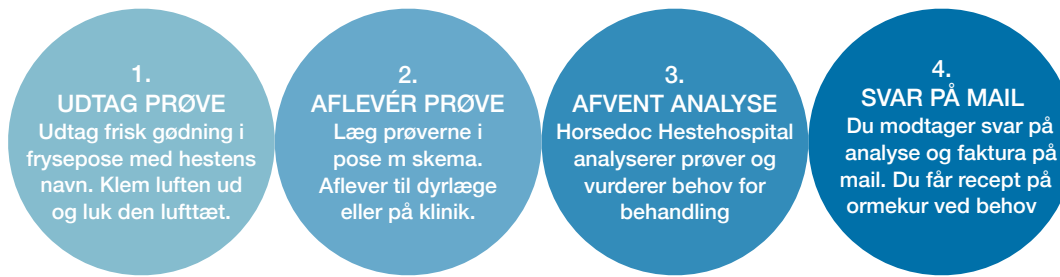 1.
UDTAG PRØVE
Udtag frisk gødning i
frysepose med hestens
navn. Klem luften ud
og luk den lufttæt.
2.
AFLEVÉR PRØVE
Læg prøverne i
pose m skema.
Aflever til dyrlæge
eller på klinik.
3.
AFVENT ANALYSE
Horsedoc Hestehospital
analyserer prøver og
vurderer behov for
behandling
4.
SVAR PÅ MAIL
Du modtager svar på
analyse og faktura på
mail. Du får recept på
ormekur ved behov